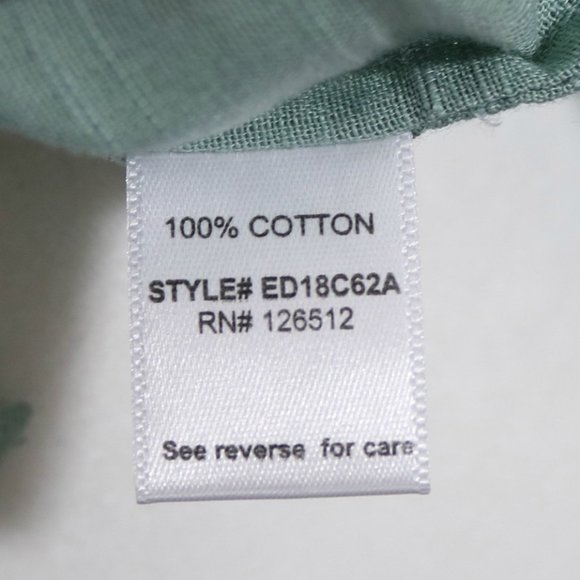 100% COTTON
STYLE# ED18C62A
RN# 126512
See reverse for care